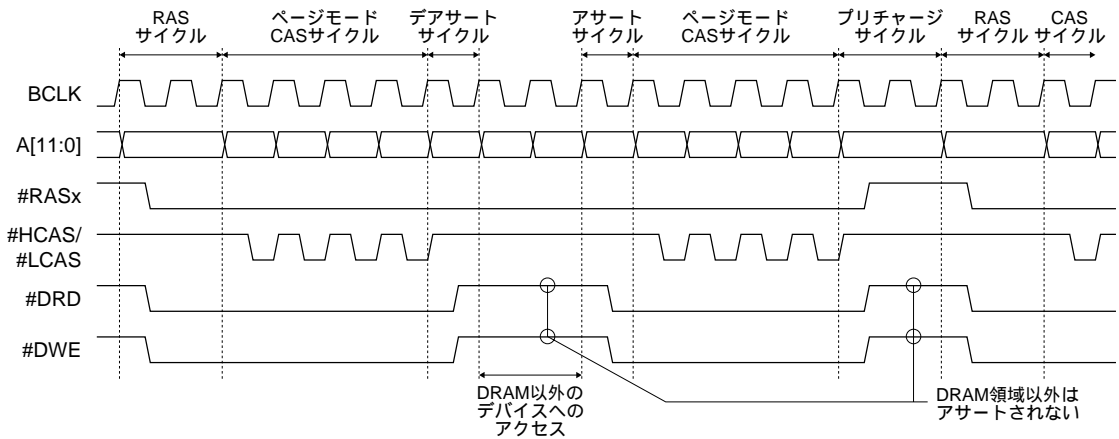 RAS
サイクル
ページモード
CASサイクル
デアサート
サイクル
アサート
サイクル
ページモード
CASサイクル
プリチャージ
サイクル
RAS
サイクル
CAS
サイクル
BCLK
A[11:0]
#RASx
#HCAS/
#LCAS
#DRD
#DWE
DRAM以外の
デバイスへの
アクセス
DRAM領域以外は
アサートされない